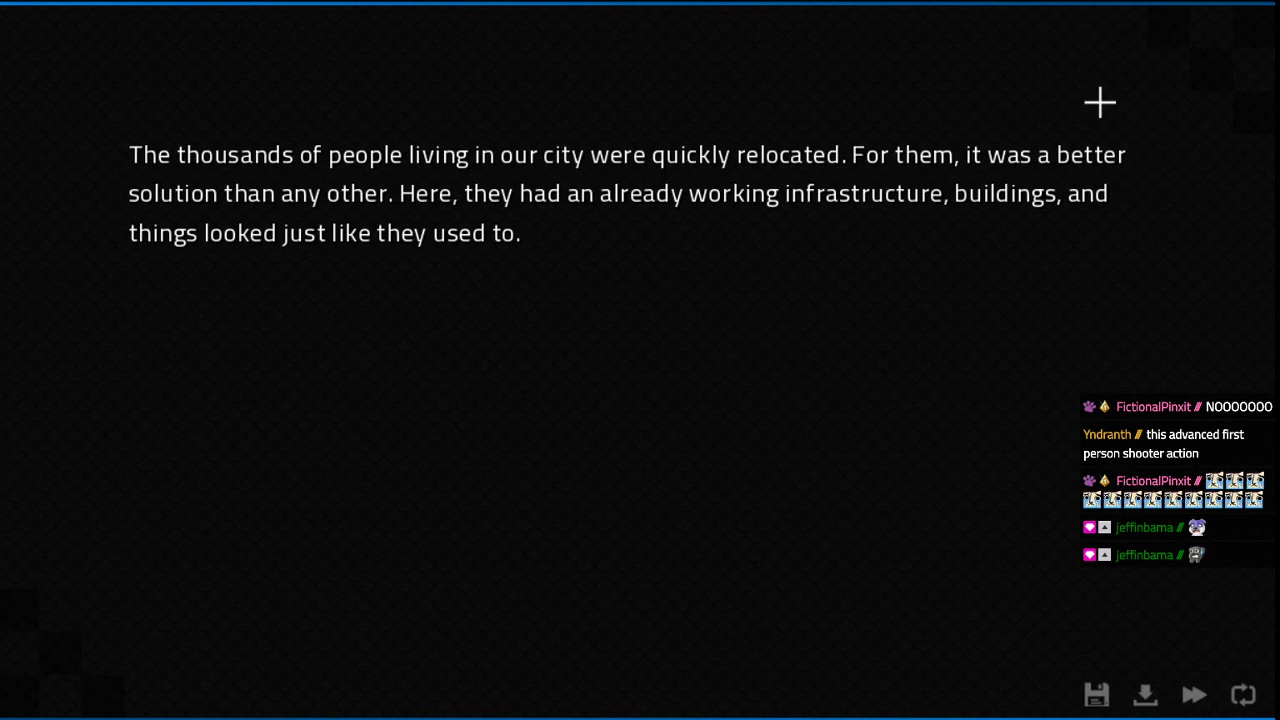 The thousands of people living in our city were quickly relocated. For them, it was a better
solution than any other. Here, they had an already working infrastructure, buildings, and
things looked just like they used to.
FictionalPinxit // NOOOOOOO
Yndranth // this advanced first
person shooter action
FictionalPinxit //
jeffinbama //
jeffinbama //